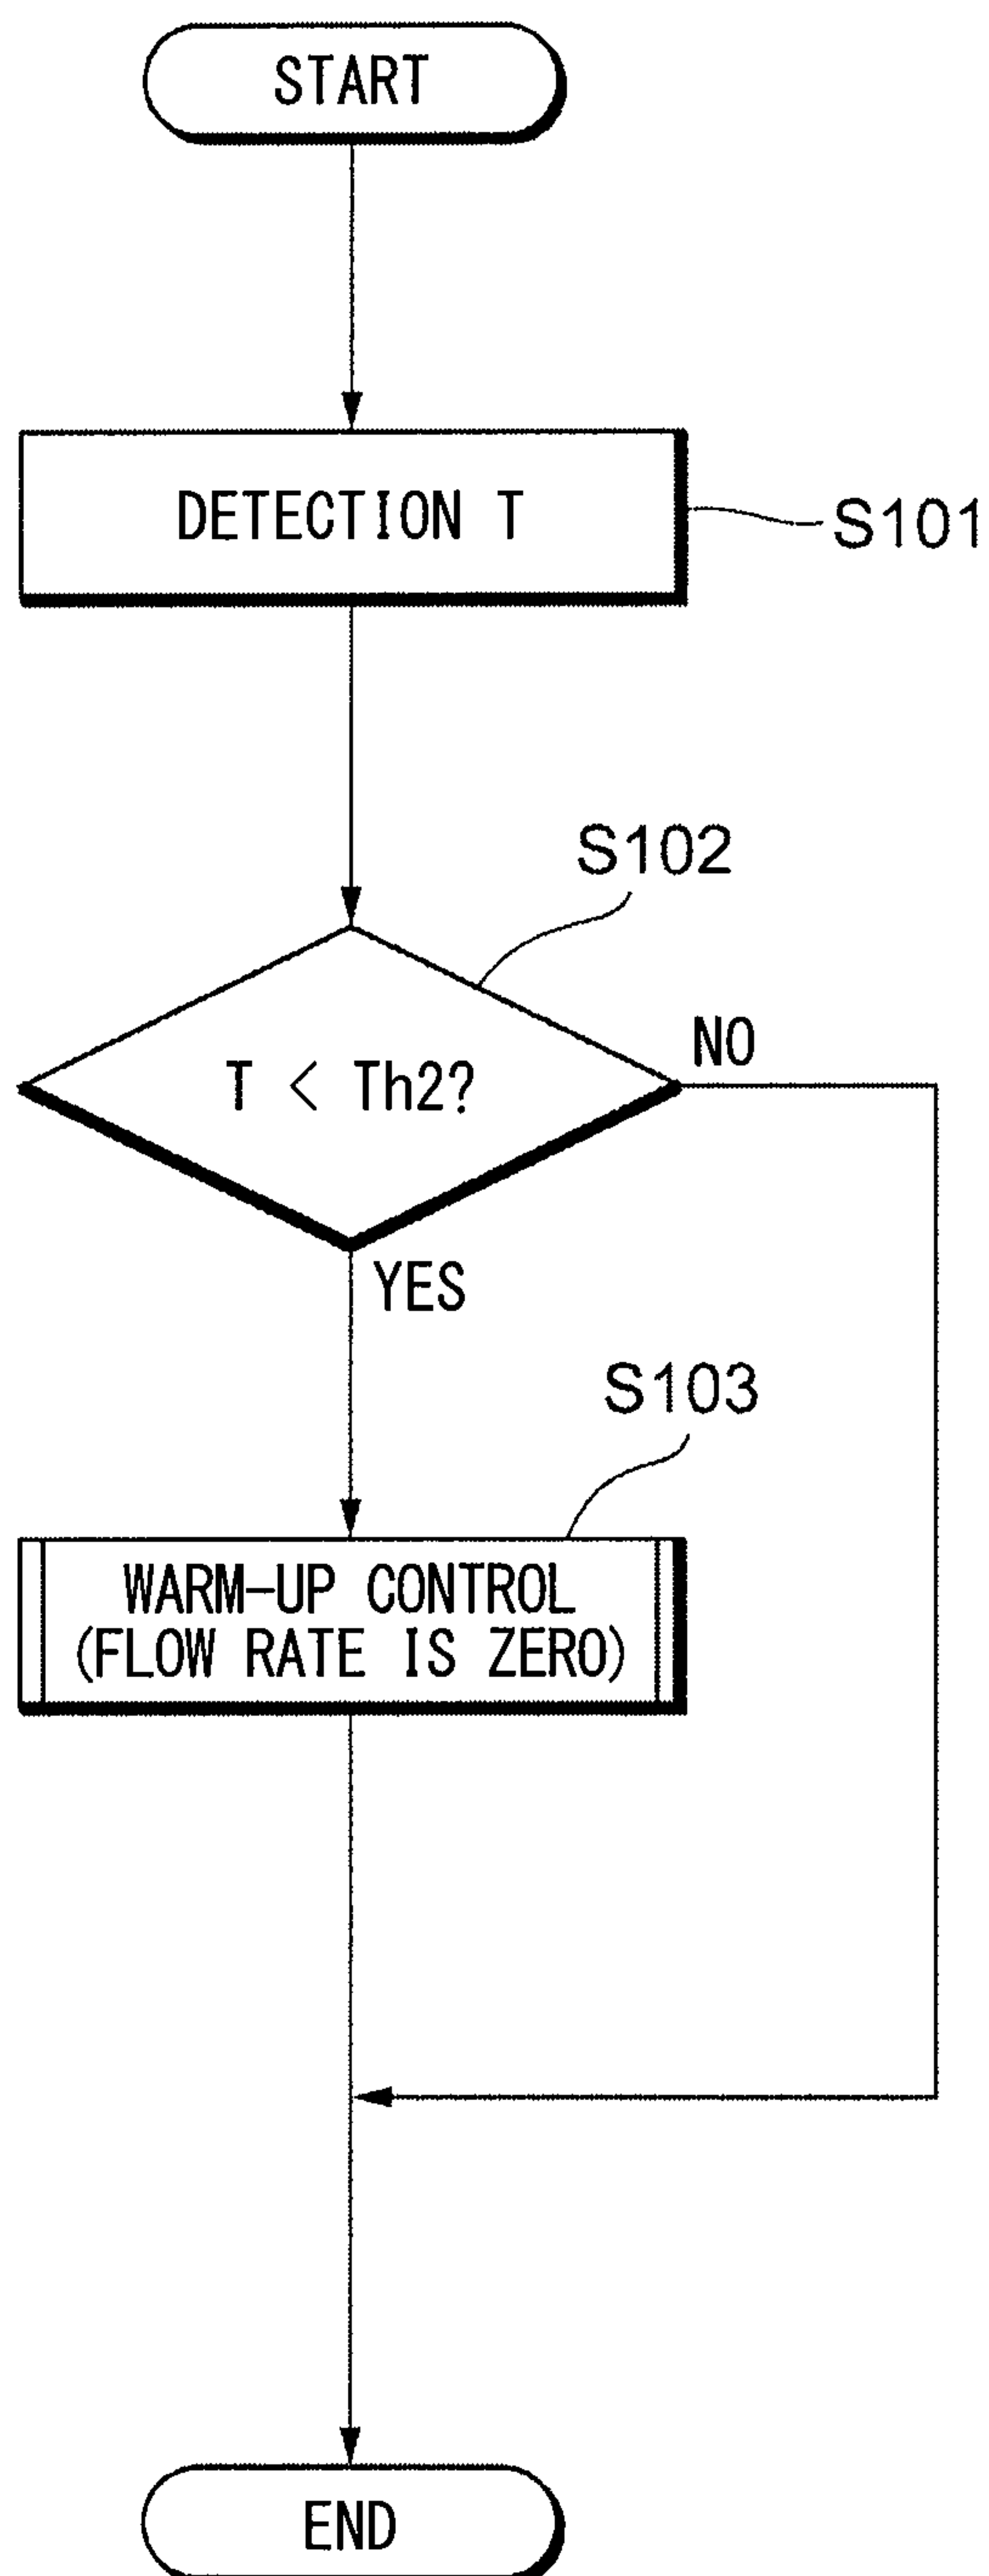 START
DETECTION T
S101
S102
T < Th2?
NO
YES
S103
WARM-UP CONTROL
(FLOW RATE IS ZERO)
END